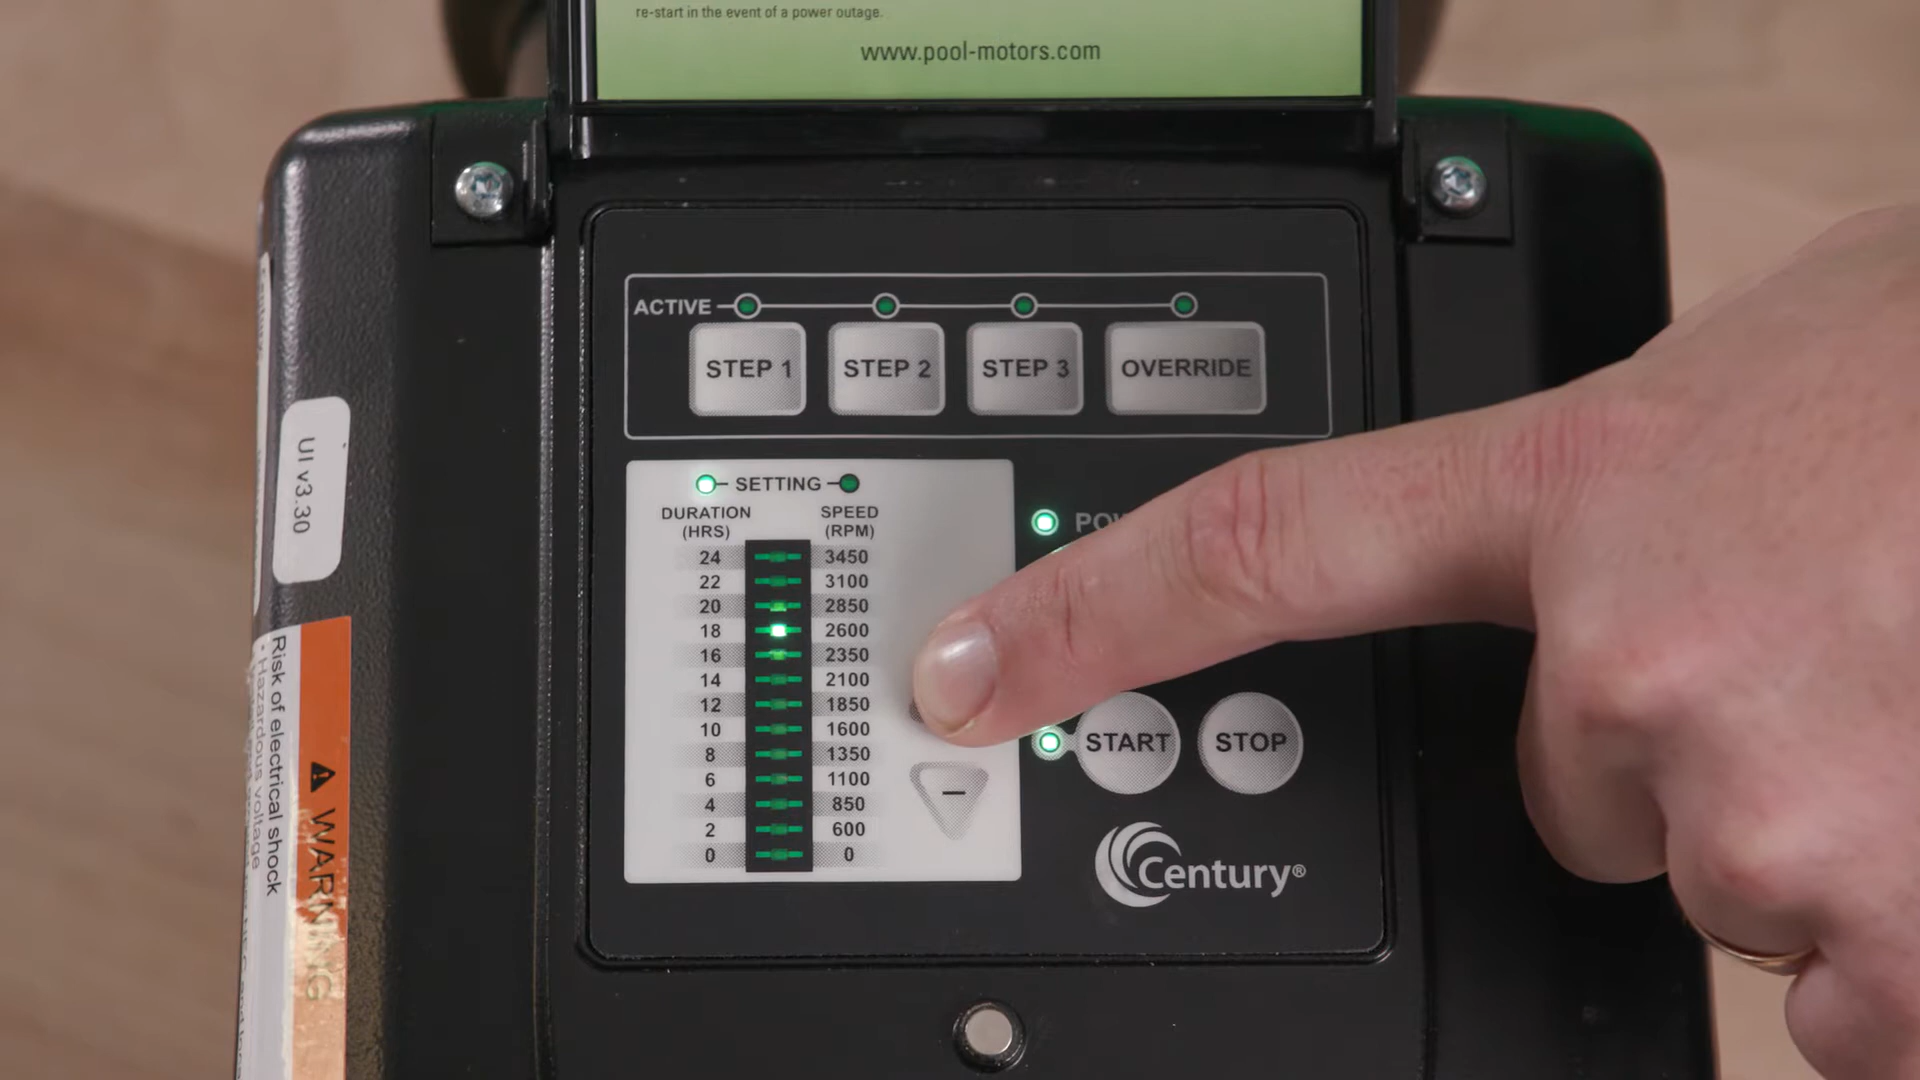 re-start in the event of a power outage.
www.pool-motors.com
ACTIVE
STEP 1 STEP 2 STEP 3 OVERRIDE
SETTING
DURATION (HRS) SPEED (RPM)
24 3450
22 3100
20 2850
18 2600
16 2350
14 2100
12 1850
10 1600
8 1350
6 1100
4 850
2 600
0 0
−
START STOP
Century®
UI v3.30
WARNING
Risk of electrical shock
• Hazardous voltage